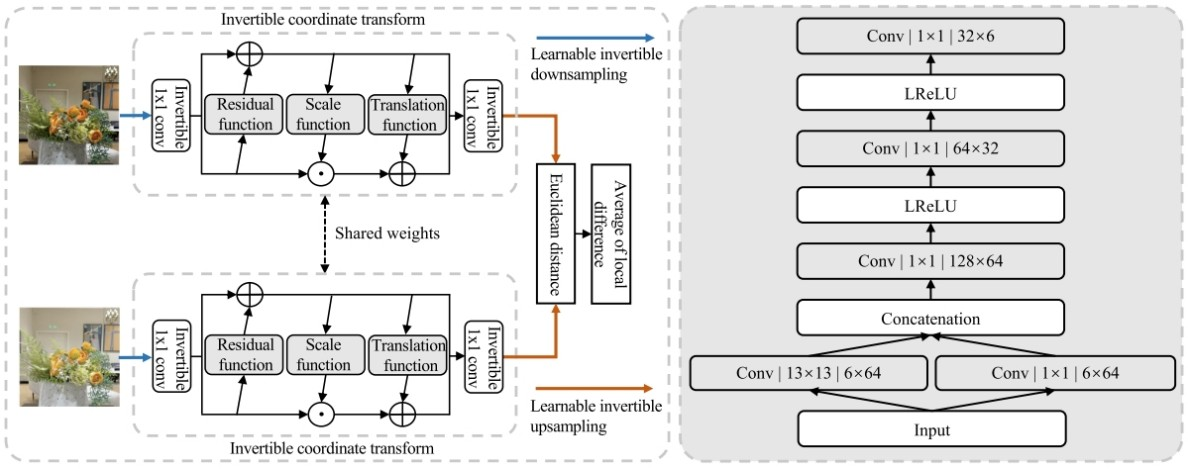 Invertible coordinate transform
Invertible
1x1 conv
Residual
function
Scale
function
Translation
function
Invertible
1x1 conv
Learnable invertible
downsampling
Shared weights
Euclidean distance
Average of local
difference
Invertible
1x1 conv
Residual
function
Scale
function
Translation
function
Invertible
1x1 conv
Invertible coordinate transform
Learnable invertible
upsampling
Conv | 1×1 | 32×6
LReLU
Conv | 1×1 | 64×32
LReLU
Conv | 1×1 | 128×64
Concatenation
Conv | 13×13 | 6×64
Conv | 1×1 | 6×64
Input